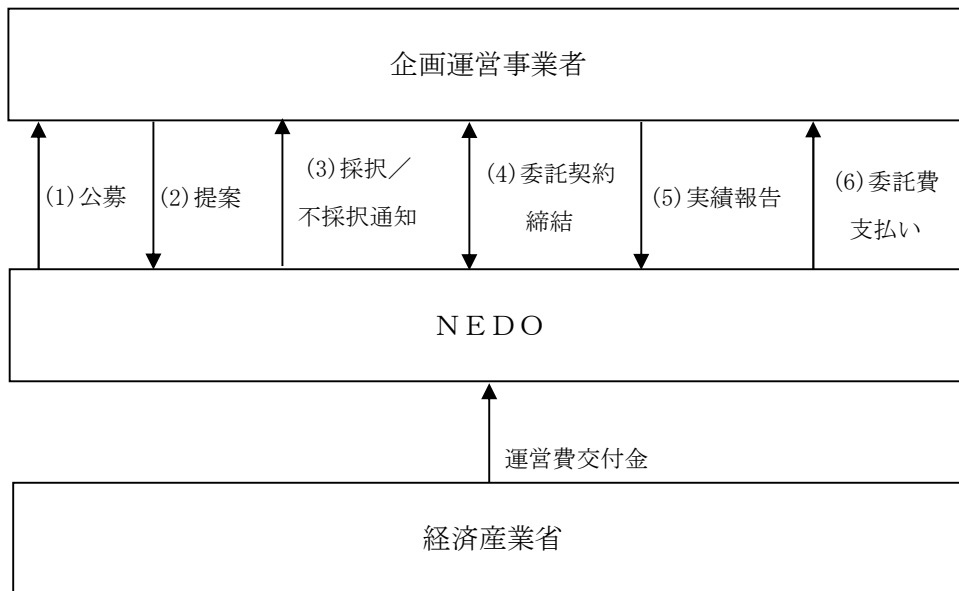 企画運営事業者
(1)公募
(2)提案
(3)採択／
不採択通知
(4)委託契約
締結
(5)実績報告
(6)委託費
支払い
ＮＥＤＯ
運営費交付金
経済産業省